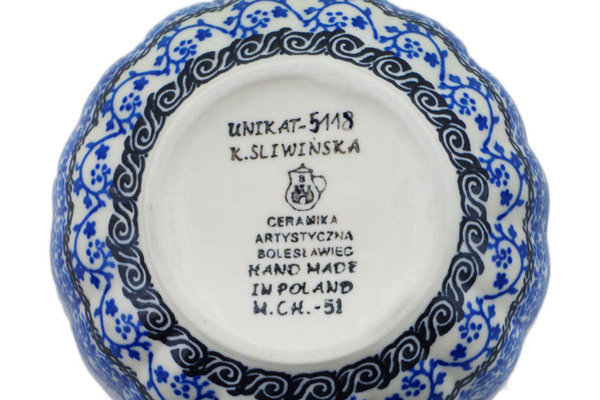 UNIKAT-5118
K.SLIWIŃSKA
CERAMIKA
ARTYSTYCZNA
BOLESŁAWIEC
HAND MADE
IN POLAND
M.CH.-51